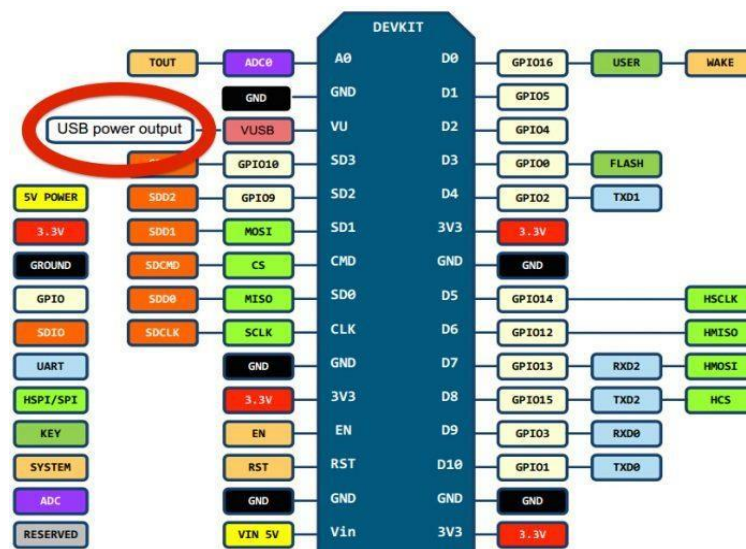 DEVKIT
TOUT ADC0 A0 D0 GPIO16 USER WAKE
GND GND D1 GPIO5
USB power output VUSB VU D2 GPIO4
GPIO10 SD3 D3 GPIO0 FLASH
5V POWER SDD2 GPIO9 SD2 D4 GPIO2 TXD1
3.3V SDD1 MOSI SD1 3V3 3.3V
GROUND SDCMD CS CMD GND GND
GPIO SDD0 MISO SD0 D5 GPIO14 HSCLK
SDIO SDCLK SCLK CLK D6 GPIO12 HMISO
UART GND GND D7 GPIO13 RXD2 HMOSI
HSPI/SPI 3.3V 3V3 D8 GPIO15 TXD2 HCS
KEY EN EN D9 GPIO3 RXD0
SYSTEM RST RST D10 GPIO1 TXD0
ADC GND GND GND GND
RESERVED VIN 5V Vin 3V3 3.3V